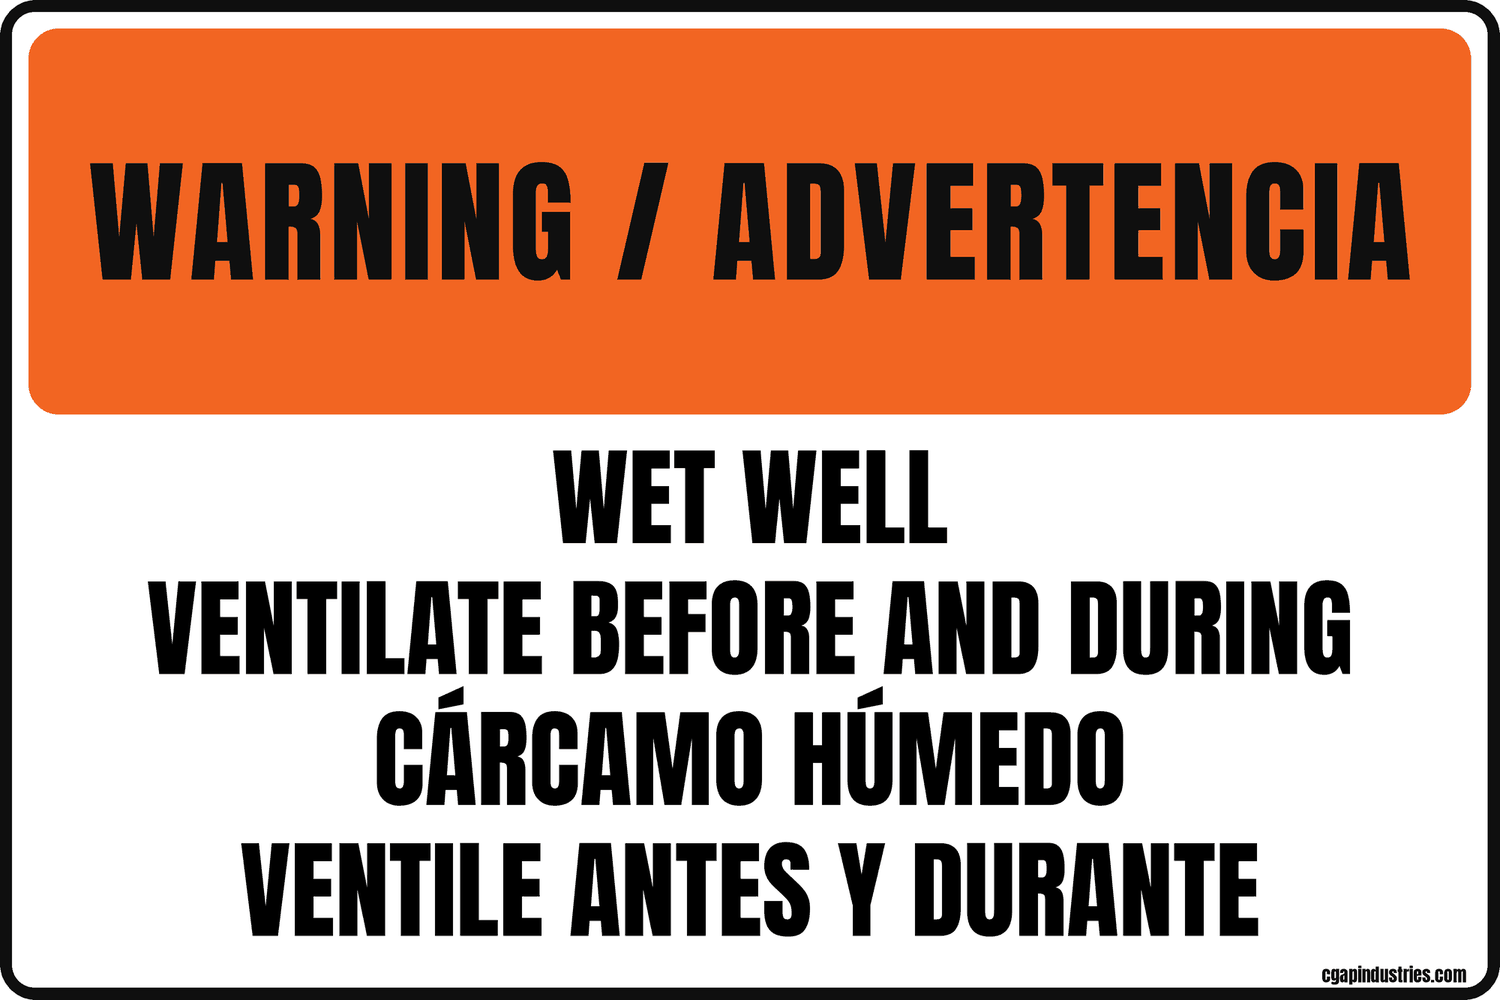 WARNING / ADVERTENCIA
WET WELL
VENTILATE BEFORE AND DURING
CÁRCAMO HÚMEDO
VENTILE ANTES Y DURANTE
cgapindustries.com